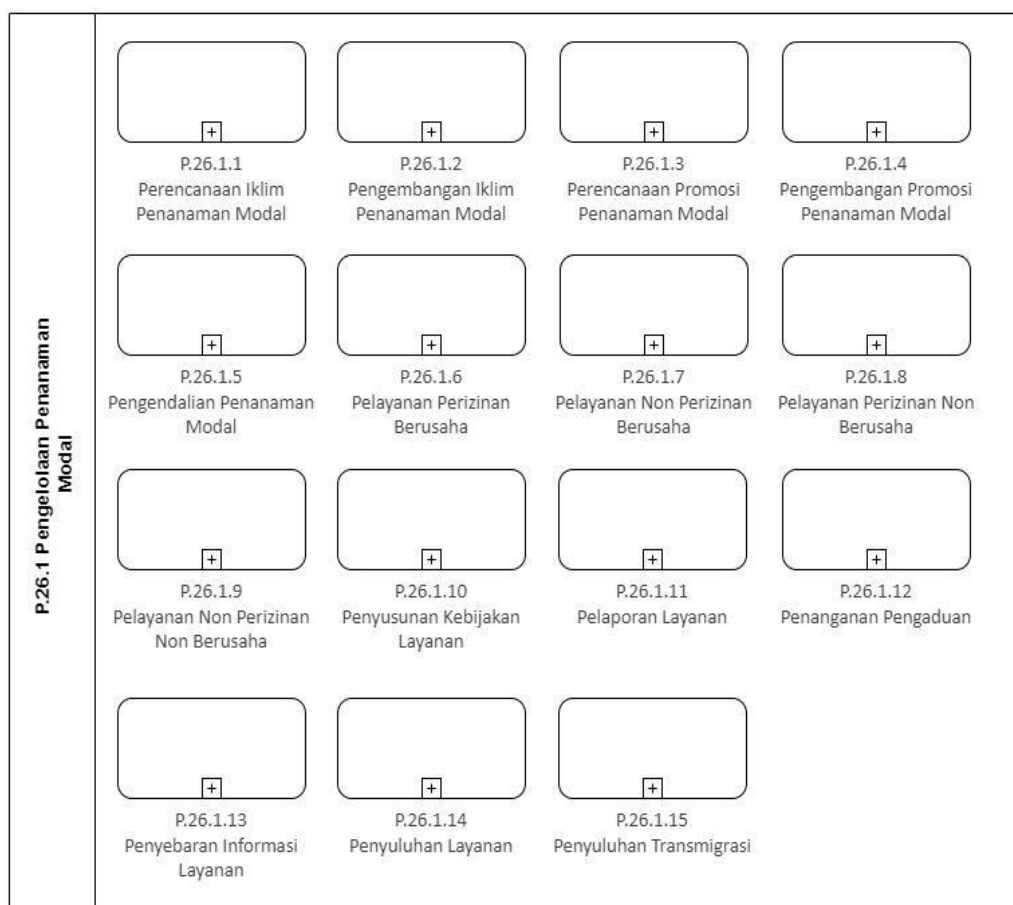 P.26.1 Pengelolaan Penanaman
Modal
P.26.1.1
Perencanaan Iklim
Penanaman Modal
P.26.1.2
Pengembangan Iklim
Penanaman Modal
P.26.1.3
Perencanaan Promosi
Penanaman Modal
P.26.1.4
Pengembangan Promosi
Penanaman Modal
P.26.1.5
Pengendalian Penanaman
Modal
P.26.1.6
Pelayanan Perizinan
Berusaha
P.26.1.7
Pelayanan Non Perizinan
Berusaha
P.26.1.8
Pelayanan Perizinan Non
Berusaha
P.26.1.9
Pelayanan Non Perizinan
Non Berusaha
P.26.1.10
Penyusunan Kebijakan
Layanan
P.26.1.11
Pelaporan Layanan
P.26.1.12
Penanganan Pengaduan
P.26.1.13
Penyebaran Informasi
Layanan
P.26.1.14
Penyuluhan Layanan
P.26.1.15
Penyuluhan Transmigrasi